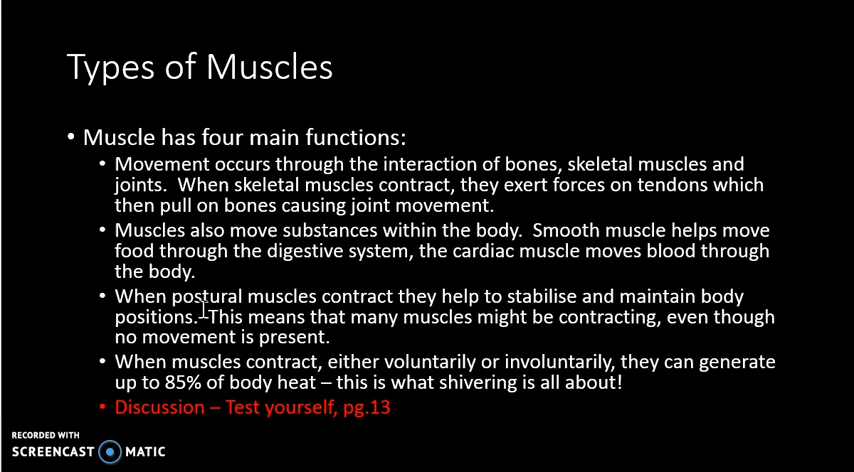 Types of Muscles
• Muscle has four main functions:
• Movement occurs through the interaction of bones, skeletal muscles and
joints.  When skeletal muscles contract, they exert forces on tendons which
then pull on bones causing joint movement.
• Muscles also move substances within the body.  Smooth muscle helps move
food through the digestive system, the cardiac muscle moves blood through
the body.
• When postural muscles contract they help to stabilise and maintain body
positions.  This means that many muscles might be contracting, even though
no movement is present.
• When muscles contract, either voluntarily or involuntarily, they can generate
up to 85% of body heat – this is what shivering is all about!
• Discussion – Test yourself, pg.13
RECORDED WITH
SCREENCAST MATIC